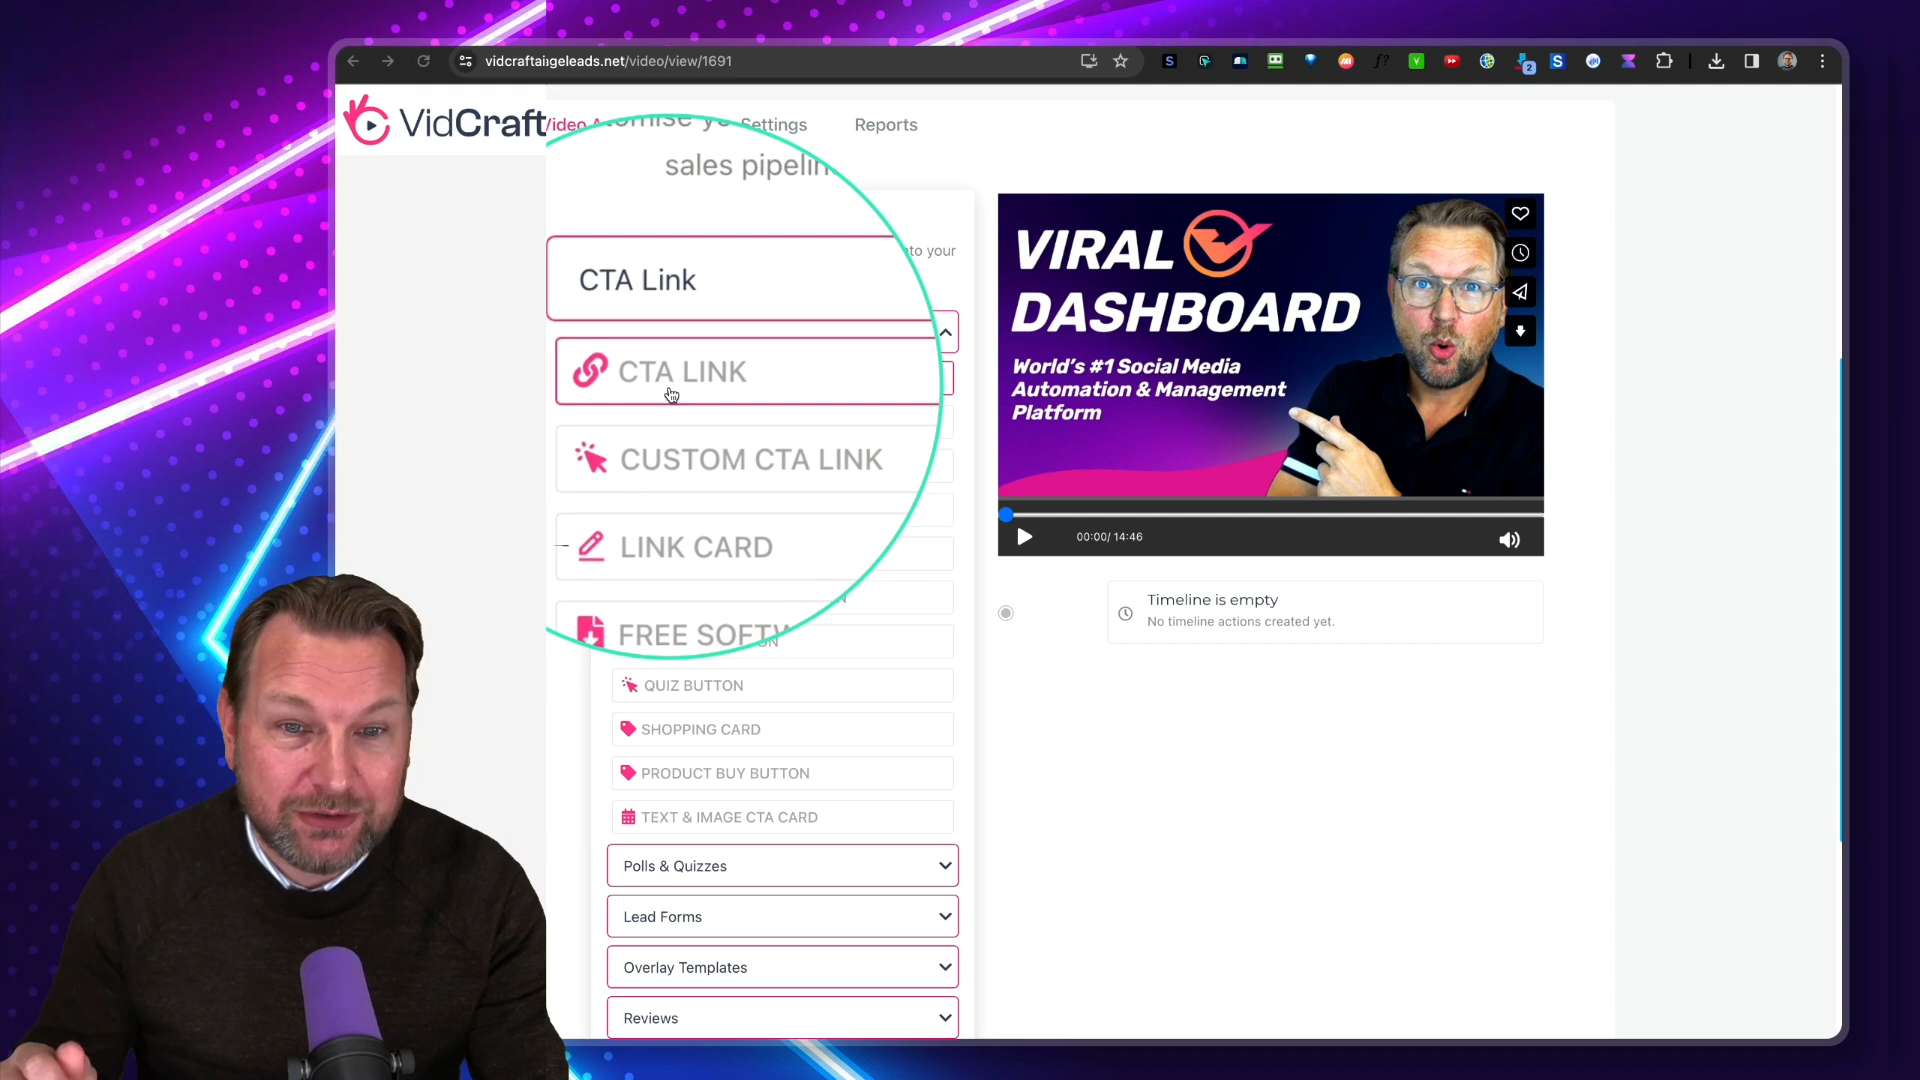 vidcraftaigeleads.net/video/view/1691
VidCraft
Video A
Settings
Reports
sales pipelin
to your
CTA Link
CTA LINK
CUSTOM CTA LINK
LINK CARD
FREE SOFTW
QUIZ BUTTON
SHOPPING CARD
PRODUCT BUY BUTTON
TEXT & IMAGE CTA CARD
Polls & Quizzes
Lead Forms
Overlay Templates
Reviews
VIRAL
DASHBOARD
World's #1 Social Media
Automation & Management
Platform
00:00/ 14:46
Timeline is empty
No timeline actions created yet.